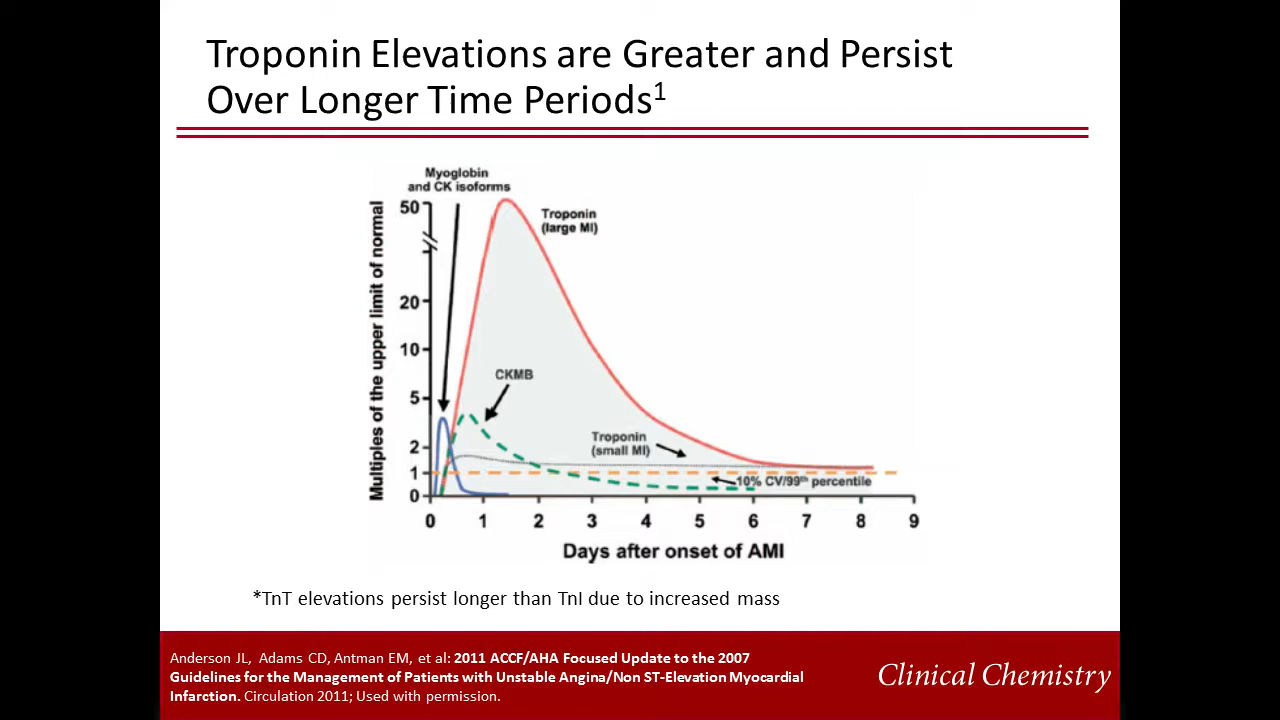 Troponin Elevations are Greater and Persist
Over Longer Time Periods1
Myoglobin
and CK isoforms
Multiples of the upper limit of normal
50
20
10
5
2
1
0
Troponin
(large MI)
CKMB
Troponin
(small MI)
10% CV/99th percentile
0 1 2 3 4 5 6 7 8 9
Days after onset of AMI
*TnT elevations persist longer than TnI due to increased mass
Anderson JL, Adams CD, Antman EM, et al: 2011 ACCF/AHA Focused Update to the 2007
Guidelines for the Management of Patients with Unstable Angina/Non ST-Elevation Myocardial
Infarction. Circulation 2011; Used with permission.
Clinical Chemistry